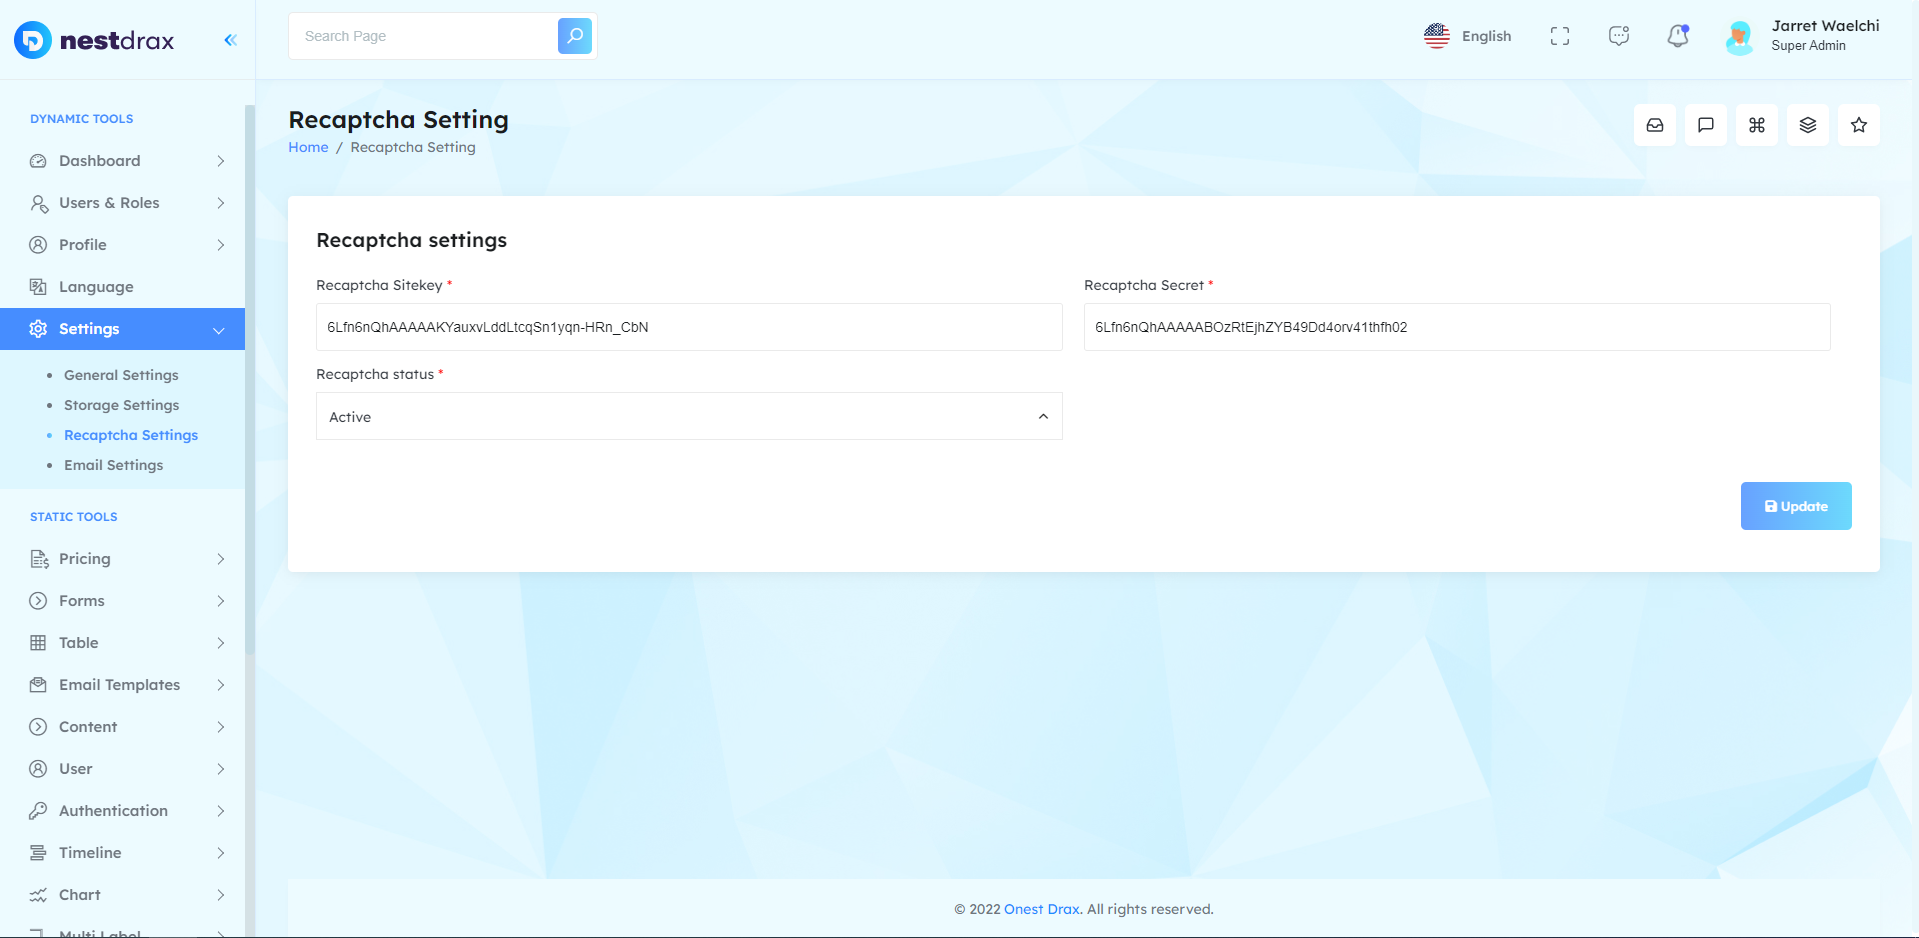 nestdrax
Search Page
English
Jarret Waelchi
Super Admin
DYNAMIC TOOLS
Dashboard
Users & Roles
Profile
Language
Settings
General Settings
Storage Settings
Recaptcha Settings
Email Settings
STATIC TOOLS
Pricing
Forms
Table
Email Templates
Content
User
Authentication
Timeline
Chart
Multi Label
Recaptcha Setting
Home / Recaptcha Setting
Recaptcha settings
Recaptcha Sitekey *
6Lfn6nQhAAAAAKYauxvLddLtcqSn1yqn-HRn_CbN
Recaptcha Secret *
6Lfn6nQhAAAAABOzRtEjhZYB49Dd4orv41thfh02
Recaptcha status *
Active
Update
© 2022 Onest Drax. All rights reserved.